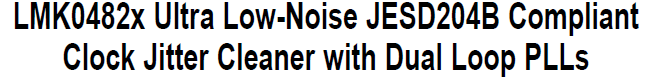 LMK0482x Ultra Low-Noise JESD204B Compliant
Clock Jitter Cleaner with Dual Loop PLLs